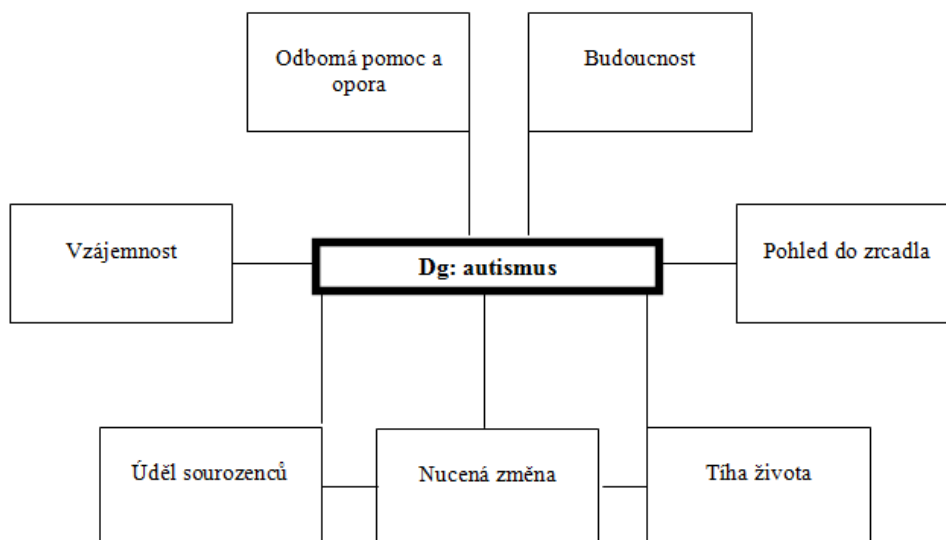 Odborná pomoc a
opora
Budoucnost
Vzájemnost
Dg: autismus
Pohled do zrcadla
Úděl sourozenců
Nucená změna
Tíha života